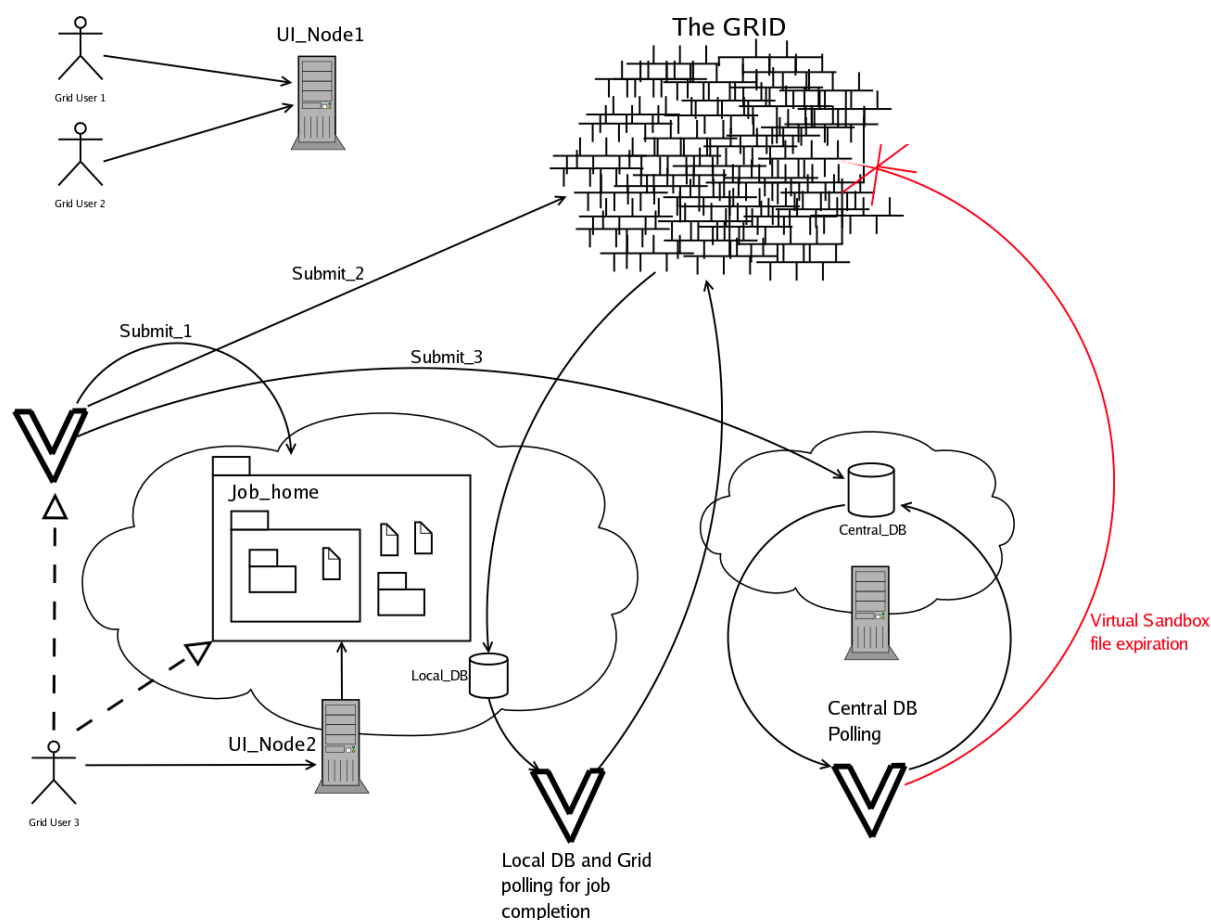 The GRID
UI_Node1
Grid User 1
Grid User 2
Submit_2
Submit_1
Submit_3
Job_home
Central_DB
Virtual Sandbox
file expiration
Local_DB
Central DB
Polling
UI_Node2
Grid User 3
Local DB and Grid
polling for job
completion